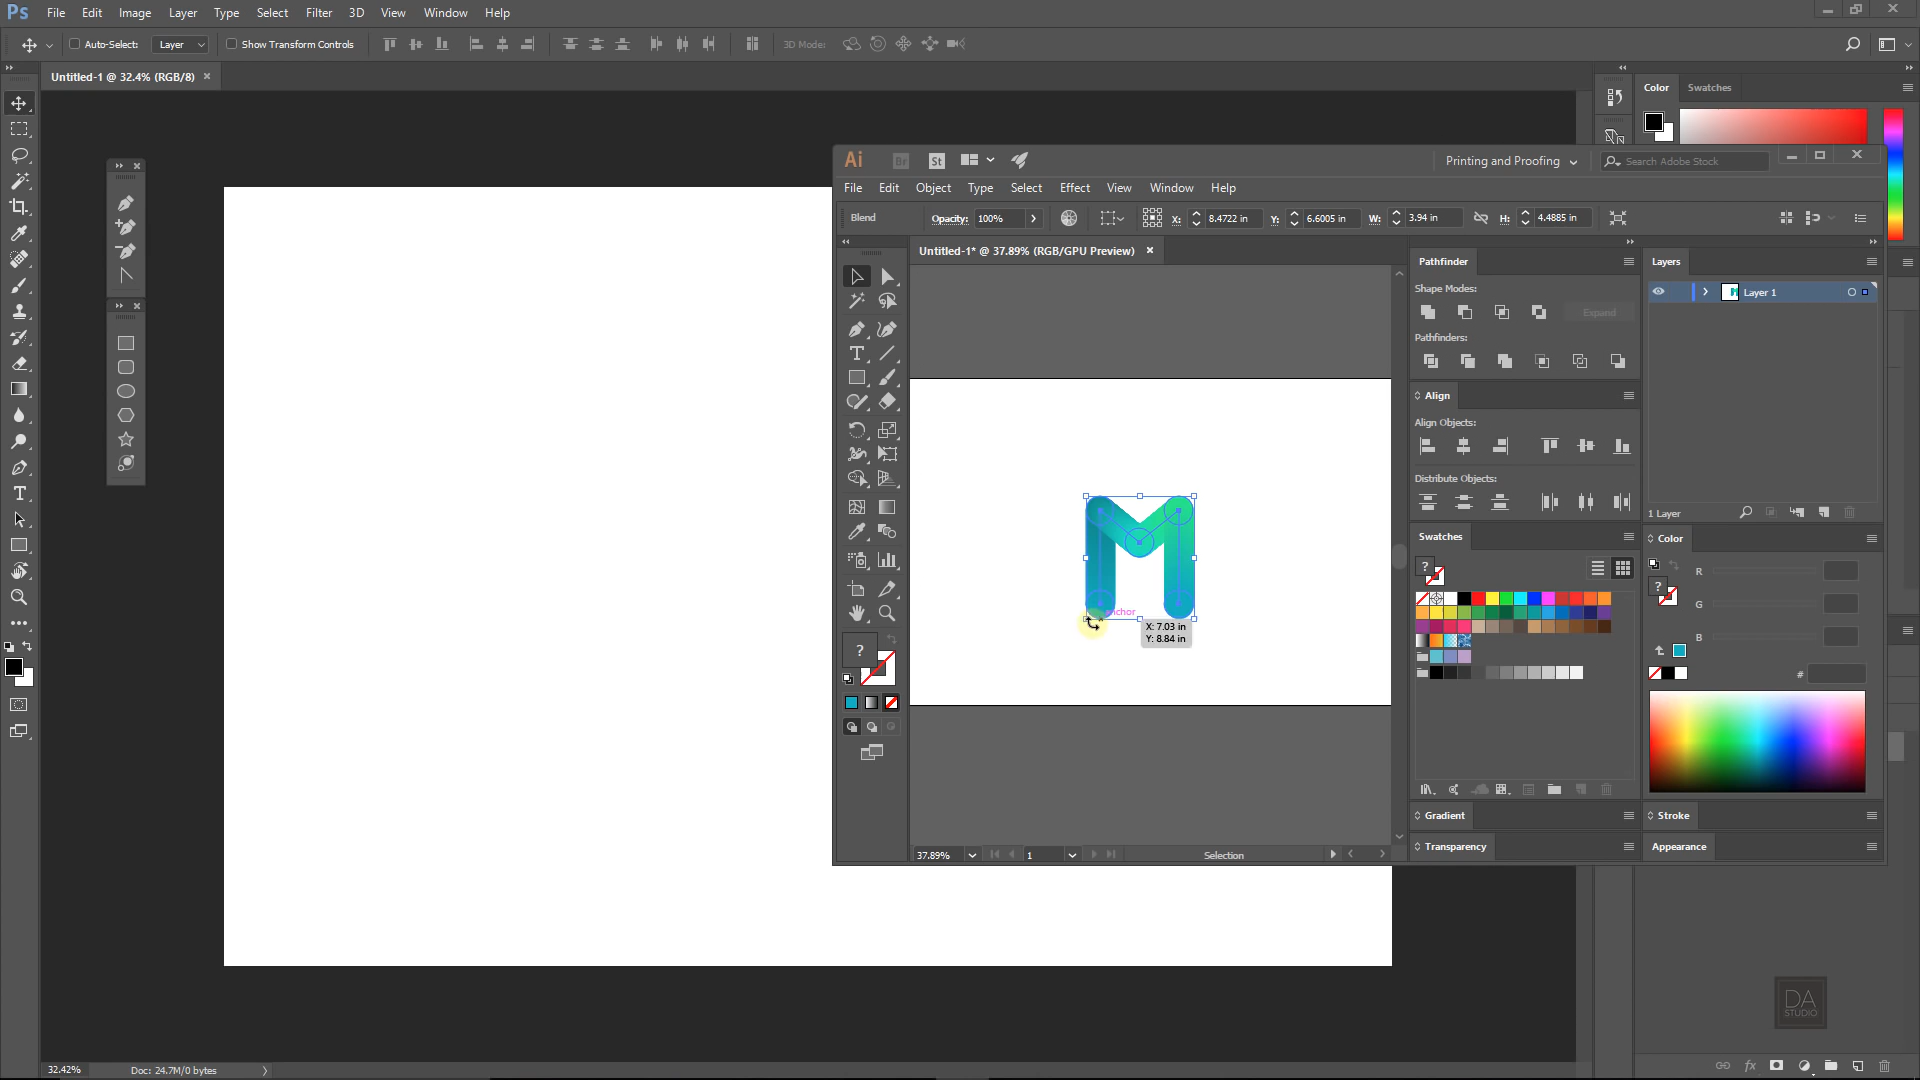 Ps File Edit Image Layer Type Select Filter 3D View Window Help
Auto-Select: Layer Show Transform Controls 3D Mode:
Untitled-1 @ 32.4% (RGB/8) ×
Color Swatches
Ai Br St Printing and Proofing Search Adobe Stock
File Edit Object Type Select Effect View Window Help
Blend Opacity: 100% X: 8.4722 in Y: 6.6005 in W: 3.94 in H: 4.4885 in
Untitled-1* @ 37.89% (RGB/GPU Preview) ×
Pathfinder
Shape Modes:
Expand
Pathfinders:
Align
Align Objects:
Distribute Objects:
Layers
Layer 1
1 Layer
Swatches
?
Color
R
G
B
?
#
M
anchor
X: 7.03 in
Y: 8.84 in
T
?
Gradient
Stroke
Transparency
Appearance
37.89% 1 Selection
T
DA
STUDIO
32.42% Doc: 24.7M/0 bytes
fx